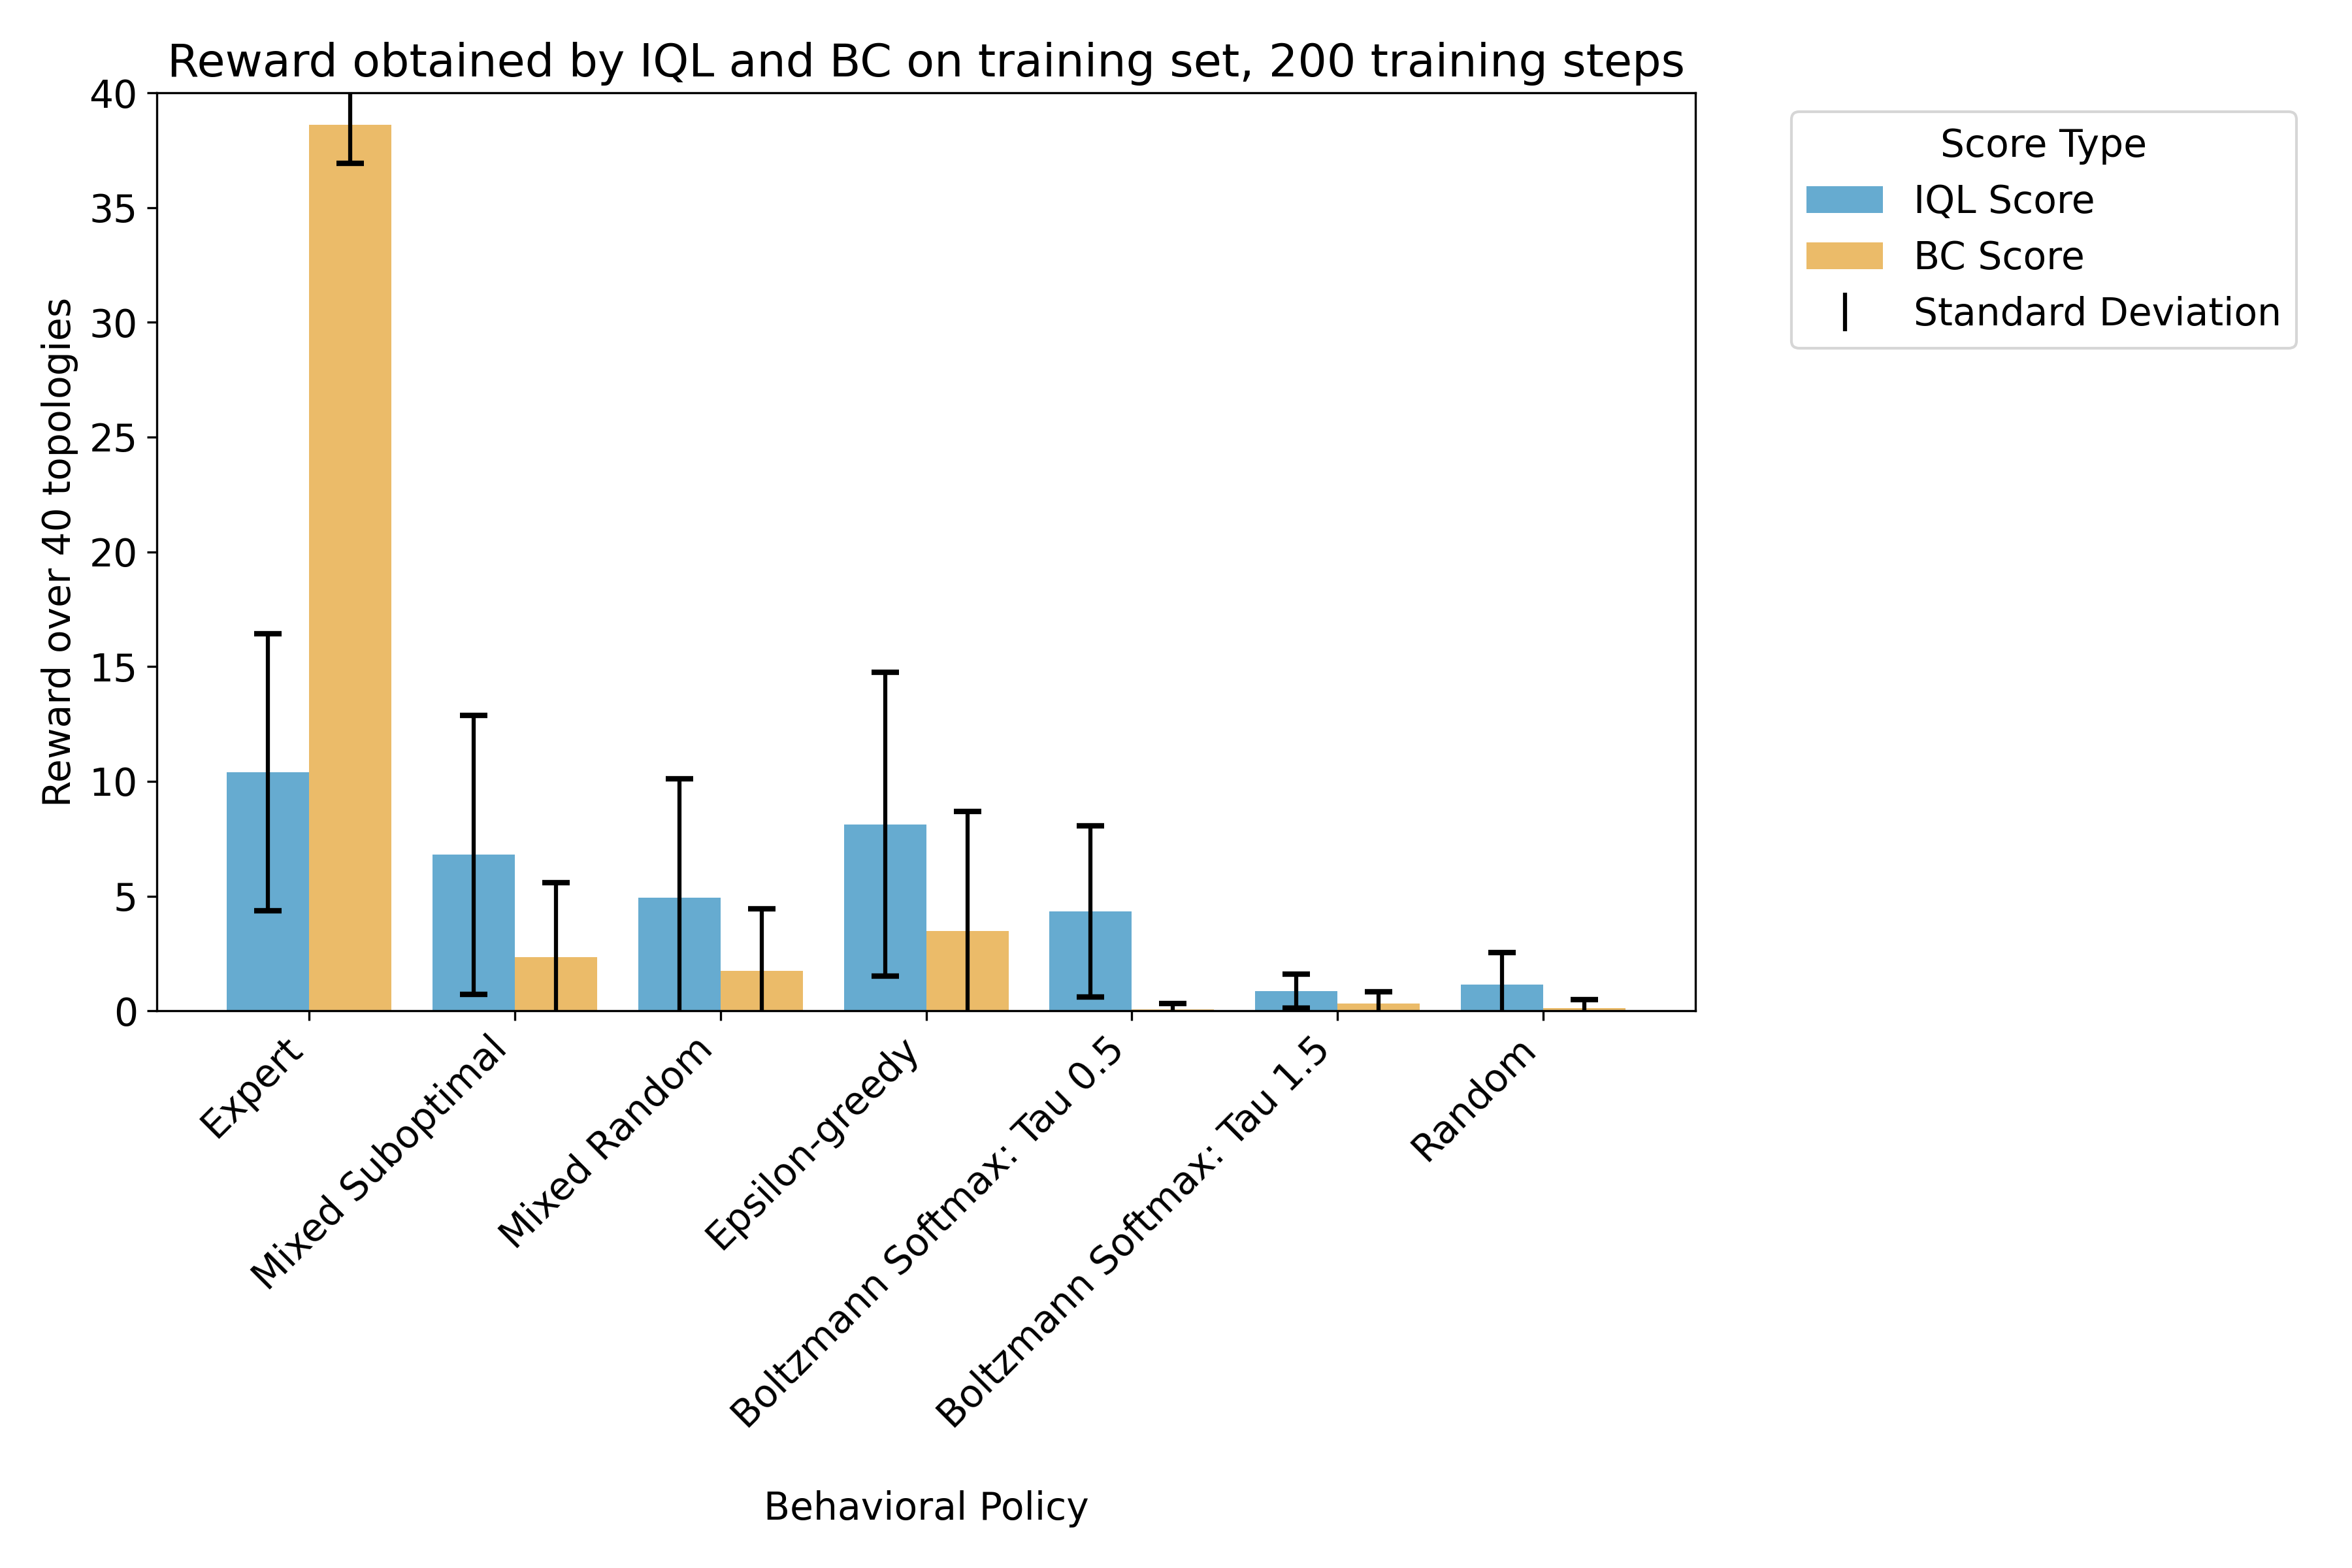 Reward obtained by IQL and BC on training set, 200 training steps
Reward over 40 topologies
40
35
30
25
20
15
10
5
0
Expert
Mixed Suboptimal
Mixed Random
Epsilon-greedy
Boltzmann Softmax: Tau 0.5
Boltzmann Softmax: Tau 1.5
Random
Behavioral Policy
Score Type
IQL Score
BC Score
Standard Deviation